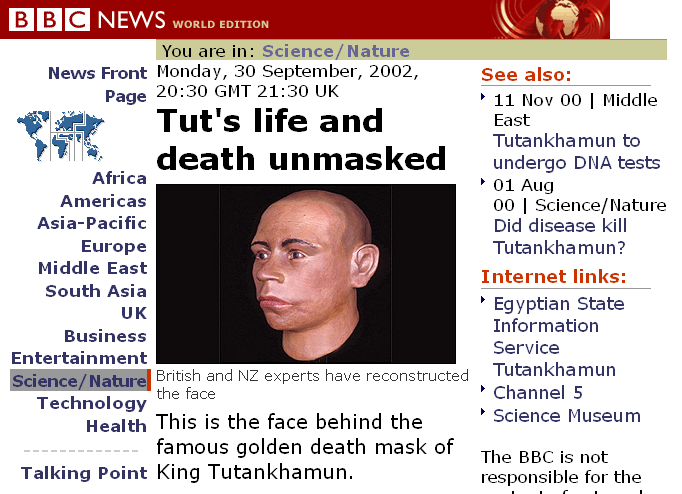 BBC NEWS WORLD EDITION
You are in: Science/Nature
News Front
Page
Africa
Americas
Asia-Pacific
Europe
Middle East
South Asia
UK
Business
Entertainment
Science/Nature
Technology
Health
Talking Point
Monday, 30 September, 2002,
20:30 GMT 21:30 UK
Tut's life and
death unmasked
British and NZ experts have reconstructed
the face
This is the face behind the
famous golden death mask of
King Tutankhamun.
See also:
11 Nov 00 | Middle
East
Tutankhamun to
undergo DNA tests
01 Aug
00 | Science/Nature
Did disease kill
Tutankhamun?
Internet links:
Egyptian State
Information
Service
Tutankhamun
Channel 5
Science Museum
The BBC is not
responsible for the